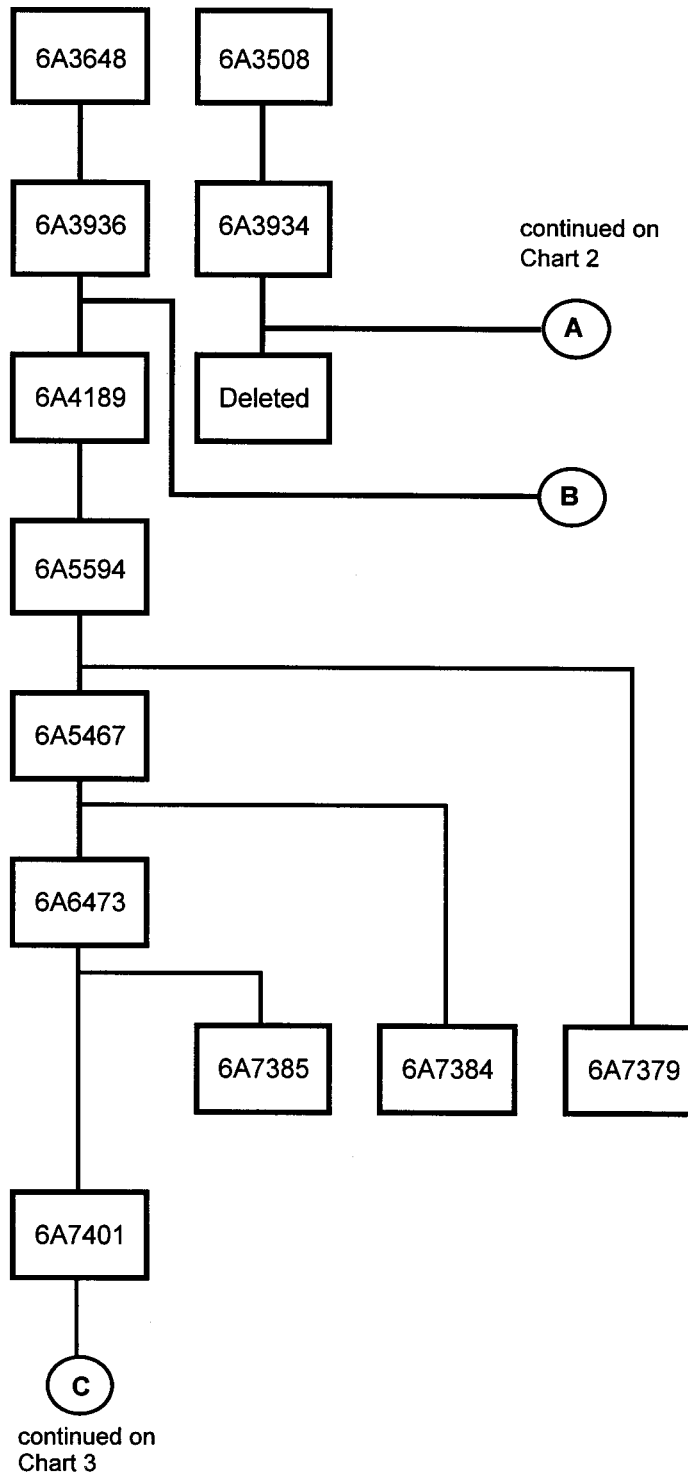 6A3648
6A3508
6A3936
6A3934
continued on
Chart 2
A
6A4189
Deleted
B
6A5594
6A5467
6A6473
6A7385
6A7384
6A7379
6A7401
C
continued on
Chart 3